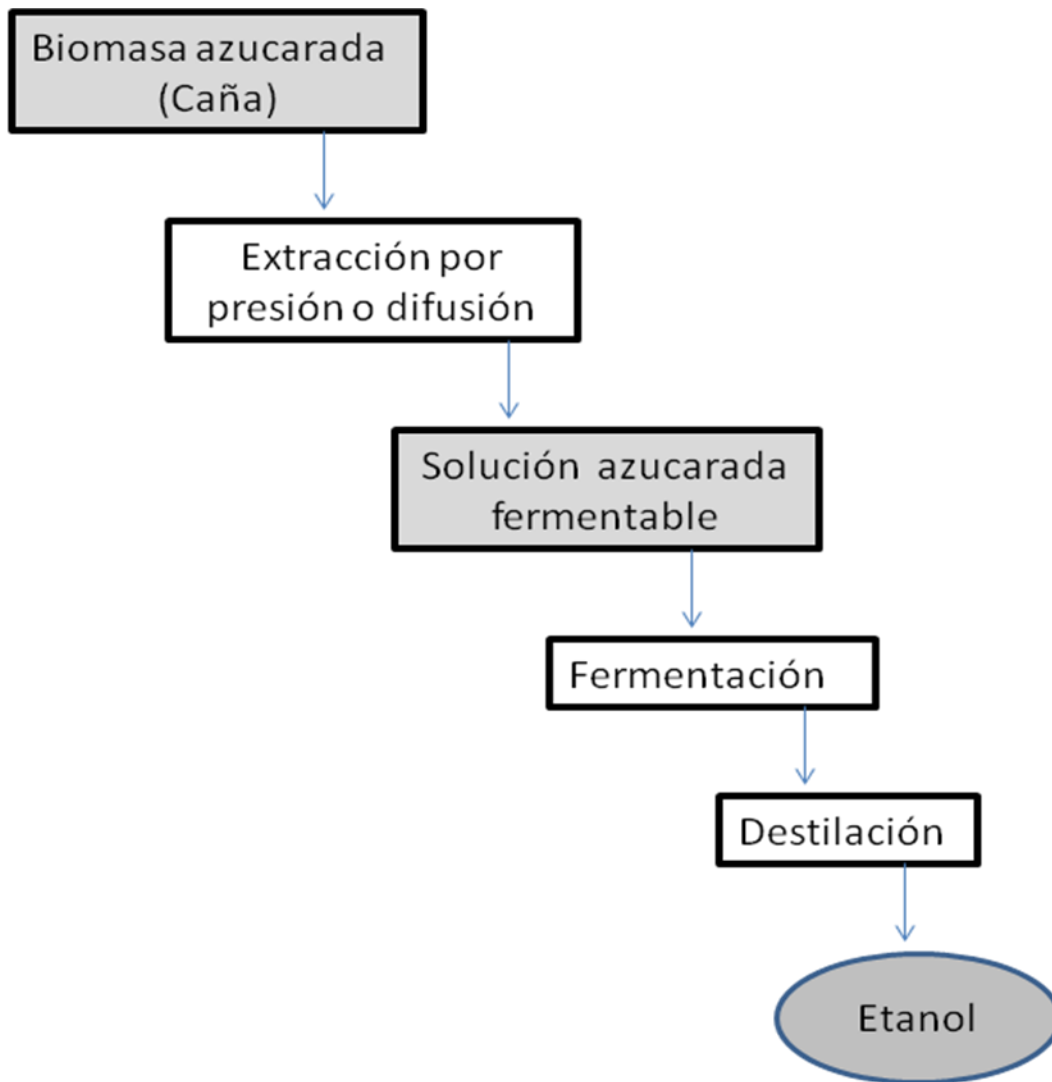 Biomasa azucarada
(Caña)
Extracción por
presión o difusión
Solución azucarada
fermentable
Fermentación
Destilación
Etanol